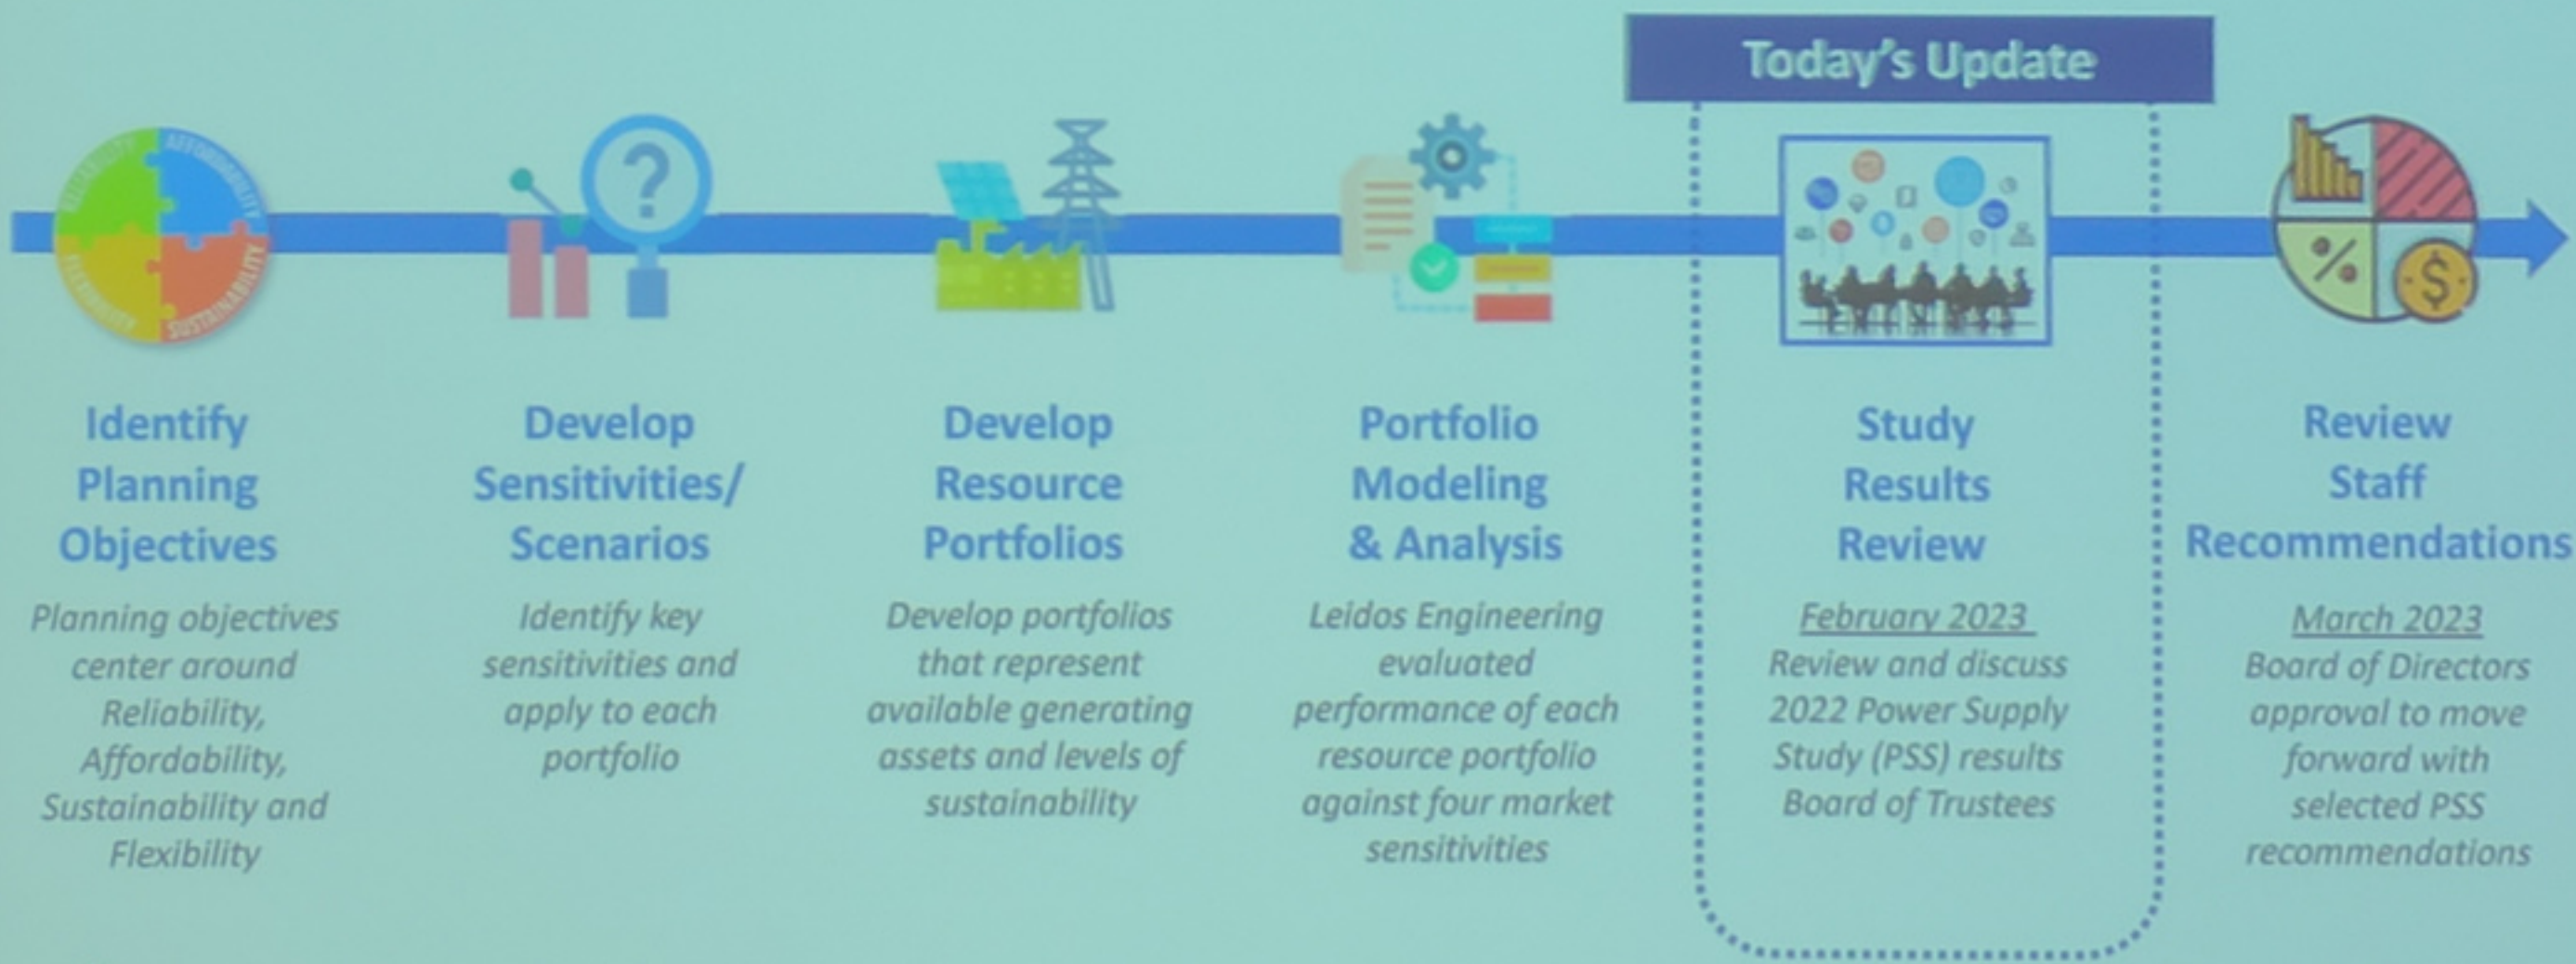 Today's Update
RELIABILITY
AFFORDABILITY
FLEXIBILITY
SUSTAINABILITY
?
%
$
Identify
Planning
Objectives
Planning objectives
center around
Reliability,
Affordability,
Sustainability and
Flexibility
Develop
Sensitivities/
Scenarios
Identify key
sensitivities and
apply to each
portfolio
Develop
Resource
Portfolios
Develop portfolios
that represent
available generating
assets and levels of
sustainability
Portfolio
Modeling
& Analysis
Leidos Engineering
evaluated
performance of each
resource portfolio
against four market
sensitivities
Study
Results
Review
February 2023
Review and discuss
2022 Power Supply
Study (PSS) results
Board of Trustees
Review
Staff
Recommendations
March 2023
Board of Directors
approval to move
forward with
selected PSS
recommendations